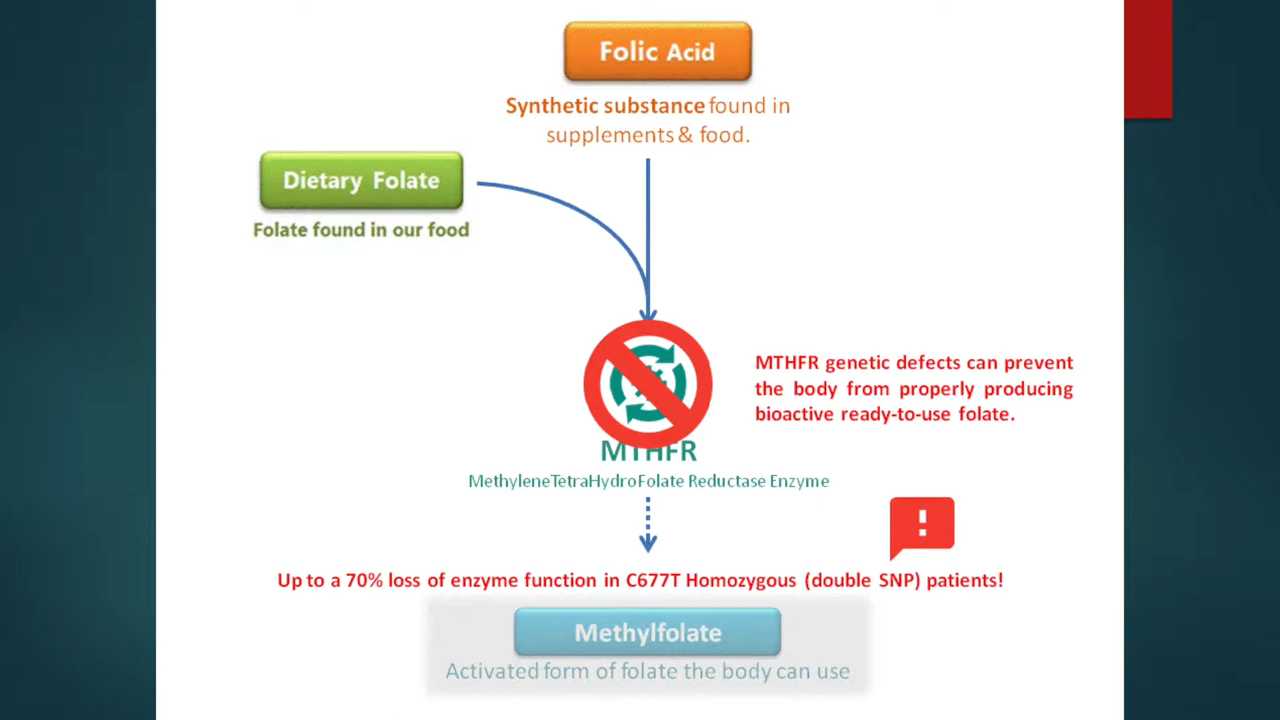 Folic Acid
Synthetic substance found in
supplements & food.
Dietary Folate
Folate found in our food
MTHFR genetic defects can prevent
the body from properly producing
bioactive ready-to-use folate.
MTHFR
MethyleneTetraHydroFolate Reductase Enzyme
!
Up to a 70% loss of enzyme function in C677T Homozygous (double SNP) patients!
Methylfolate
Activated form of folate the body can use